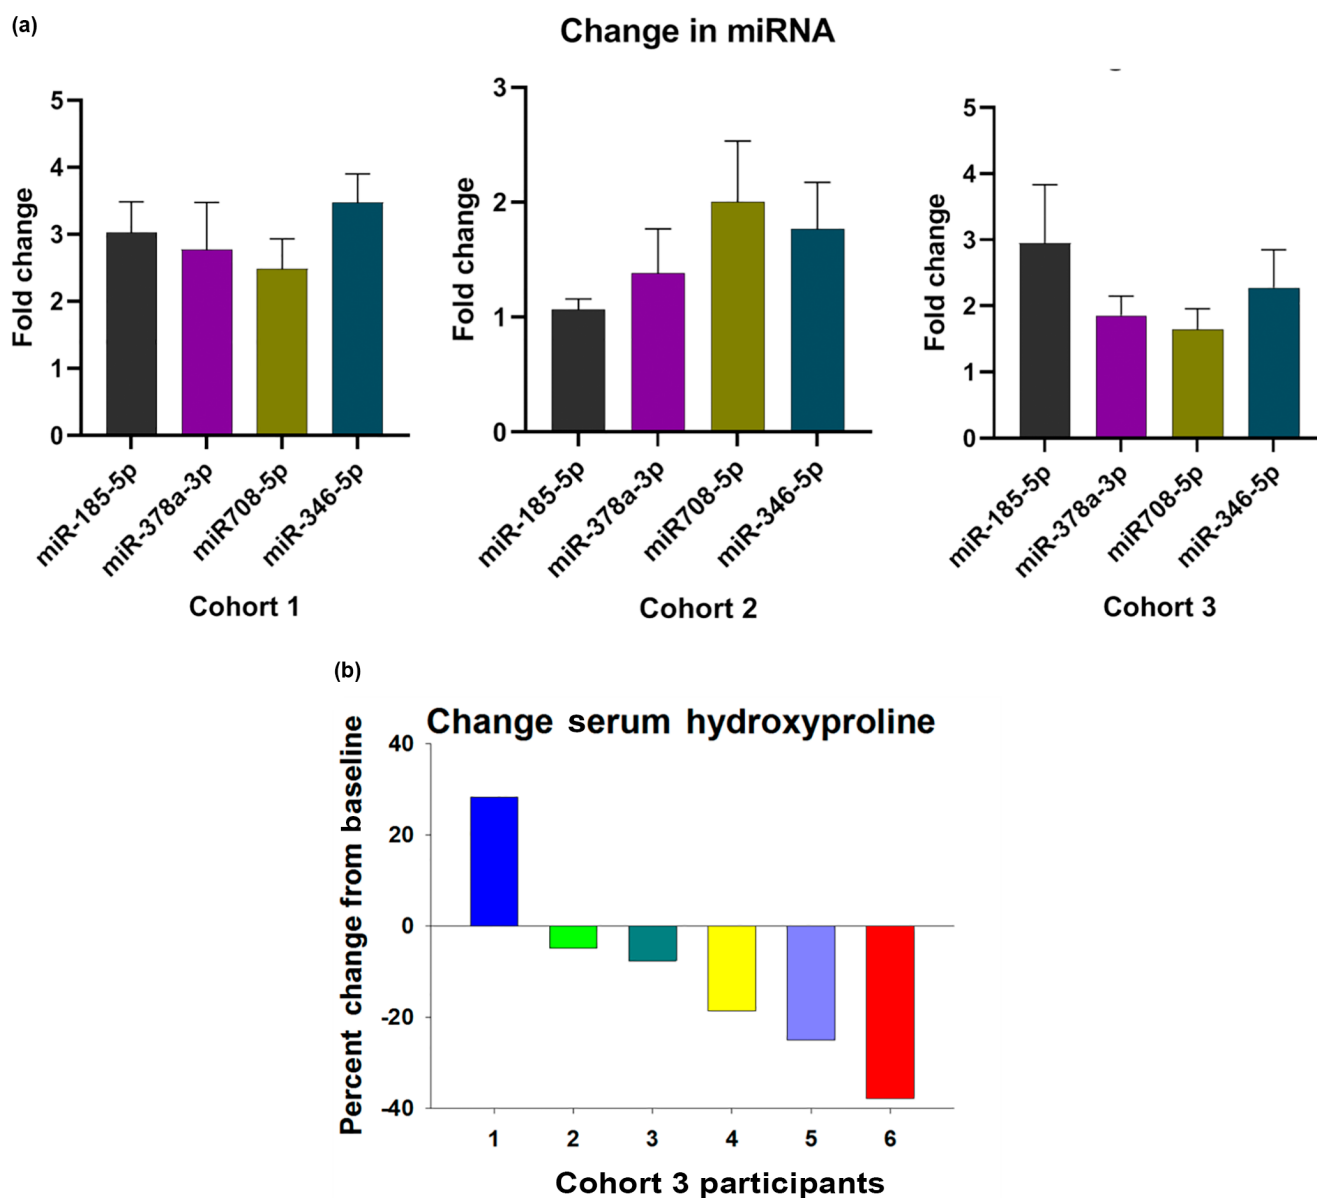 (a)
Change in miRNA
Fold change
5
4
3
2
1
0
miR-185-5p
miR-378a-3p
miR708-5p
miR-346-5p
Cohort 1
Fold change
3
2
1
0
miR-185-5p
miR-378a-3p
miR708-5p
miR-346-5p
Cohort 2
Fold change
5
4
3
2
1
0
miR-185-5p
miR-378a-3p
miR708-5p
miR-346-5p
Cohort 3
(b)
Change serum hydroxyproline
Percent change from baseline
40
20
0
-20
-40
1 2 3 4 5 6
Cohort 3 participants